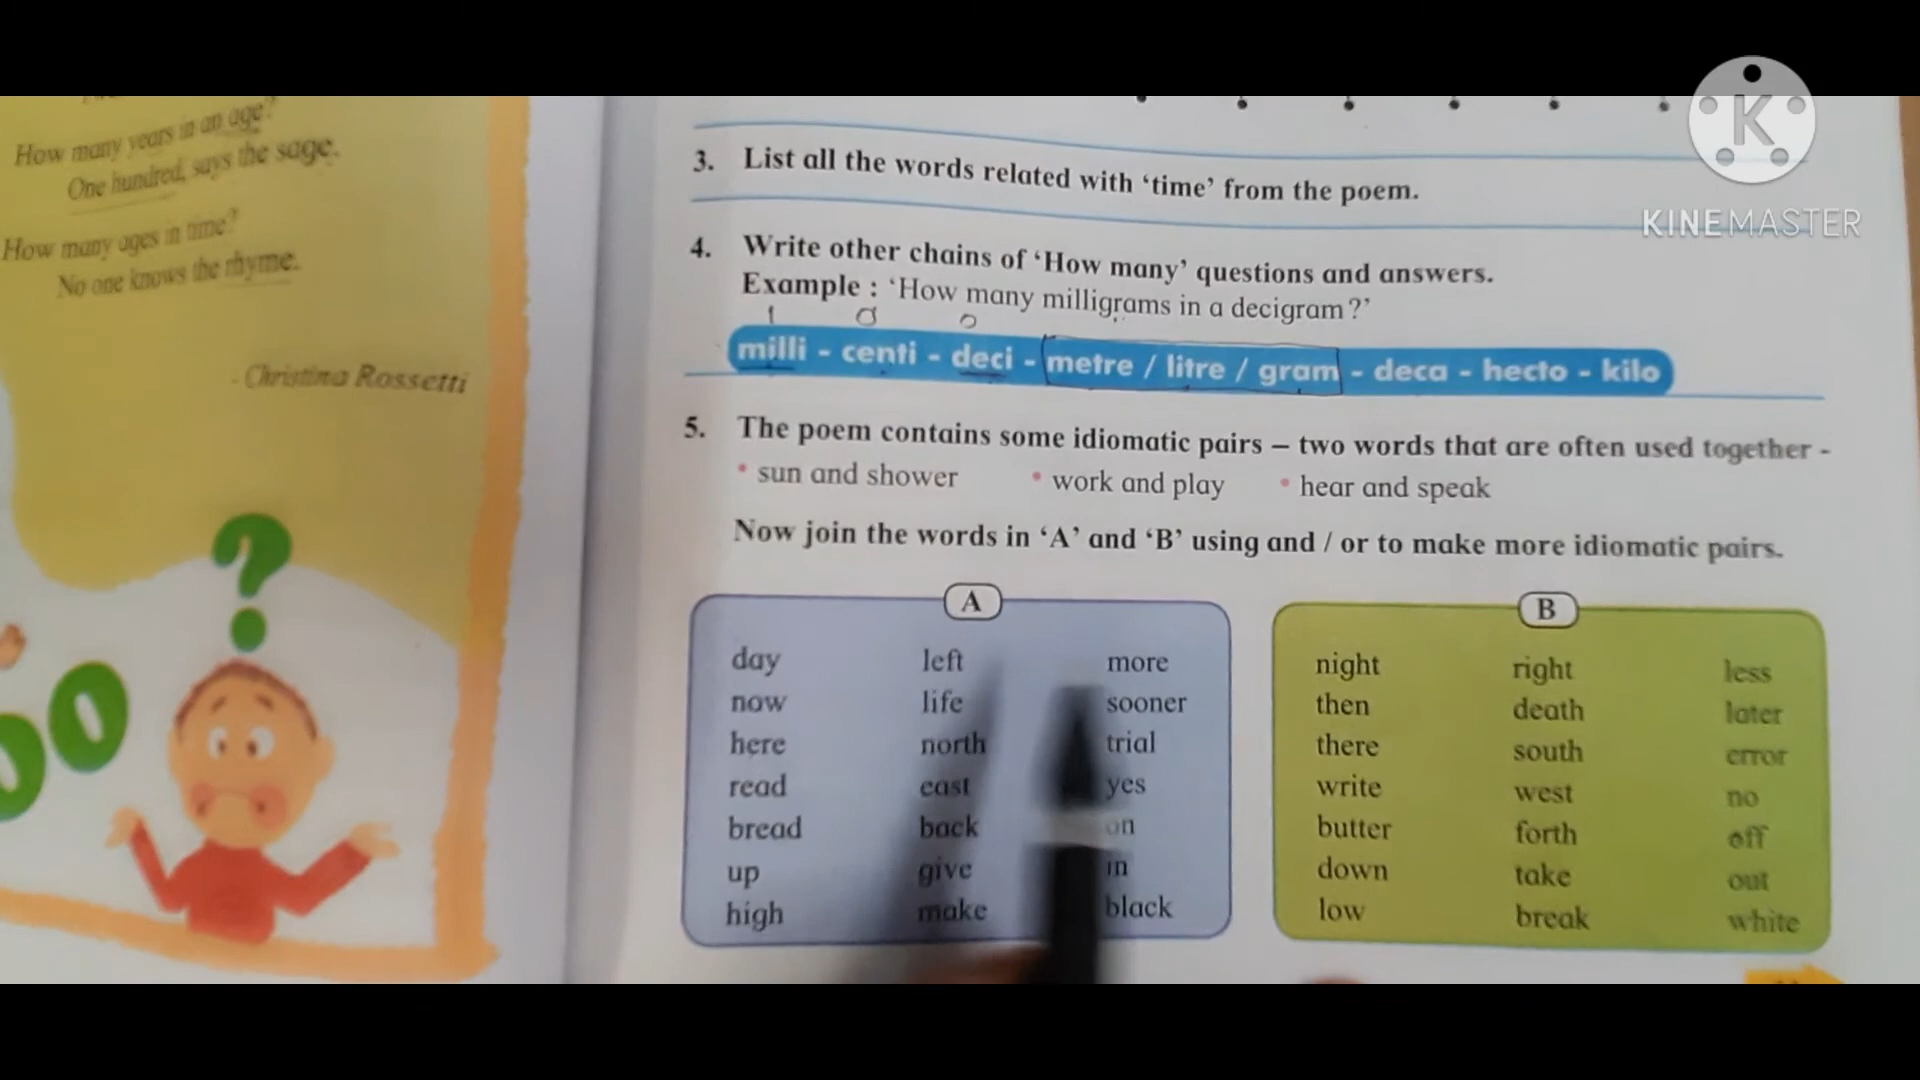 How many years in an age?
One hundred, says the sage.
How many ages in time?
No one knows the rhyme.
- Christina Rossetti
?
3. List all the words related with ‘time’ from the poem.
4. Write other chains of ‘How many’ questions and answers.
Example : ‘How many milligrams in a decigram ?’
milli - centi - deci - metre / litre / gram - deca - hecto - kilo
5. The poem contains some idiomatic pairs – two words that are often used together -
• sun and shower • work and play • hear and speak
Now join the words in ‘A’ and ‘B’ using and / or to make more idiomatic pairs.
A
day left more
now life sooner
here north trial
read east yes
bread back on
up give in
high make black
B
night right less
then death later
there south error
write west no
butter forth off
down take out
low break white
K
KINEMASTER